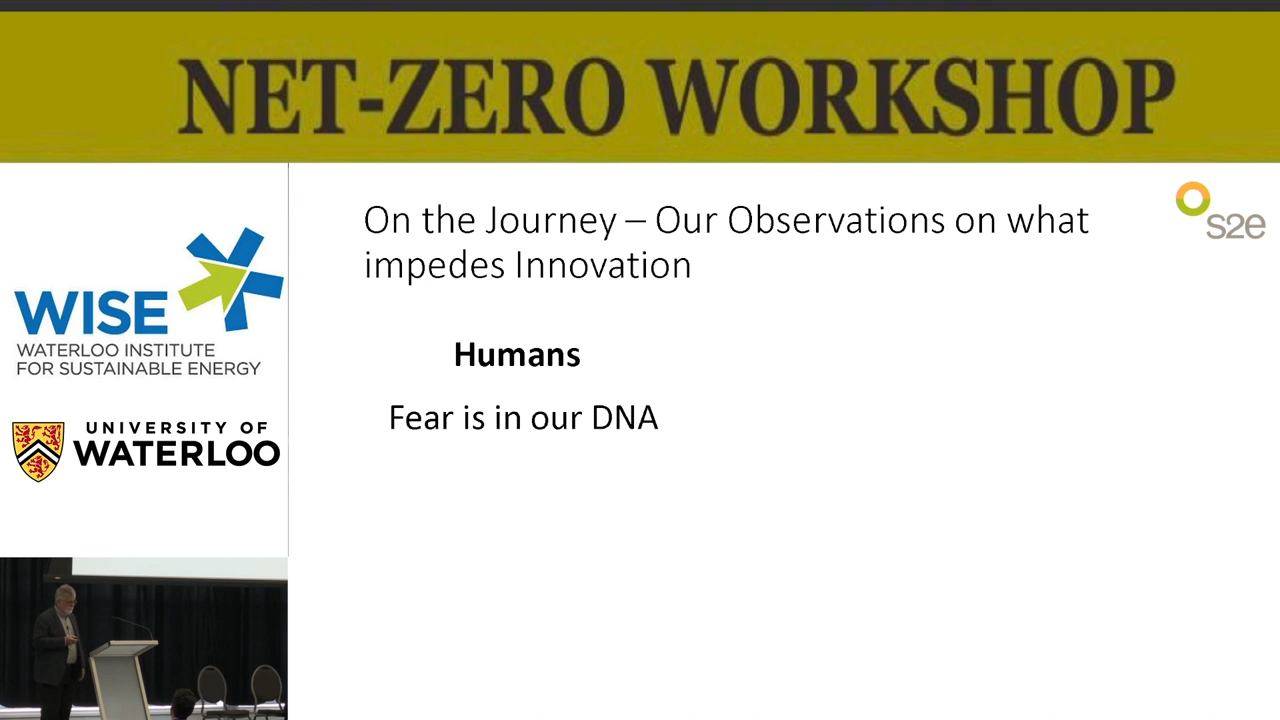 NET-ZERO WORKSHOP
On the Journey – Our Observations on what
impedes Innovation
s2e
Humans
Fear is in our DNA
WISE
WATERLOO INSTITUTE
FOR SUSTAINABLE ENERGY
UNIVERSITY OF
WATERLOO